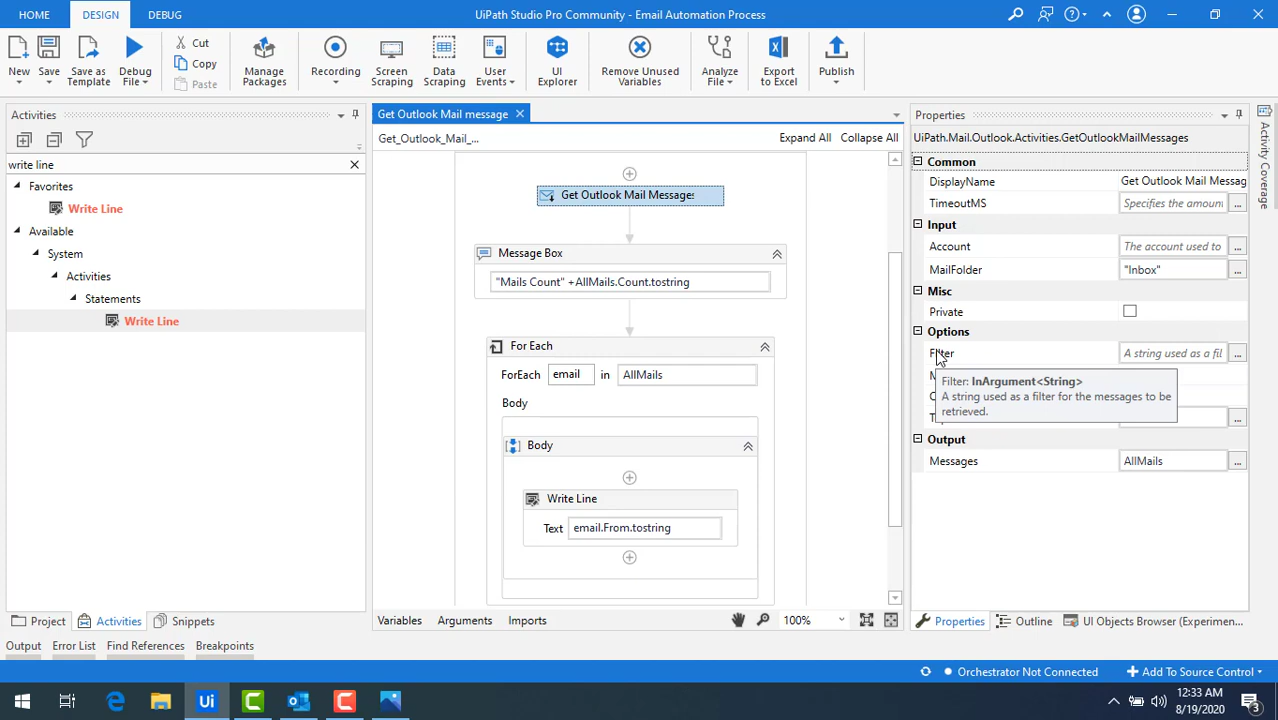 HOME DESIGN DEBUG UiPath Studio Pro Community - Email Automation Process
New Save Save as Template Debug File Cut Copy Paste Manage Packages Recording Screen Scraping Data Scraping User Events UI Explorer Remove Unused Variables Analyze File Export to Excel Publish
Activities
write line
Favorites
Write Line
Available
System
Activities
Statements
Write Line
Get Outlook Mail message
Get_Outlook_Mail_... Expand All Collapse All
Get Outlook Mail Message:
Message Box
"Mails Count" +AllMails.Count.tostring
For Each
ForEach email in AllMails
Body
Body
Write Line
Text email.From.tostring
Properties
UiPath.Mail.Outlook.Activities.GetOutlookMailMessages
Common
DisplayName Get Outlook Mail Messag
TimeoutMS Specifies the amoun ...
Input
Account The account used to ...
MailFolder "Inbox" ...
Misc
Private
Options
Filter A string used as a fil ...
Filter: InArgument<String>
A string used as a filter for the messages to be
retrieved.
Output
Messages AllMails ...
Activity Coverage
Project Activities Snippets Variables Arguments Imports 100% Properties Outline UI Objects Browser (Experimen...
Output Error List Find References Breakpoints
Orchestrator Not Connected Add To Source Control
Ui 12:33 AM
8/19/2020 3